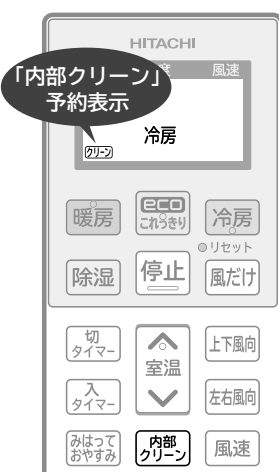 HITACHI
「内部クリーン」
予約表示
度 風速
冷房
クリーン
暖房
eco
これっきり
冷房
リセット
除湿
停止
風だけ
切
タイマー
室温
上下風向
入
タイマー
左右風向
みはって
おやすみ
内部
クリーン
風速